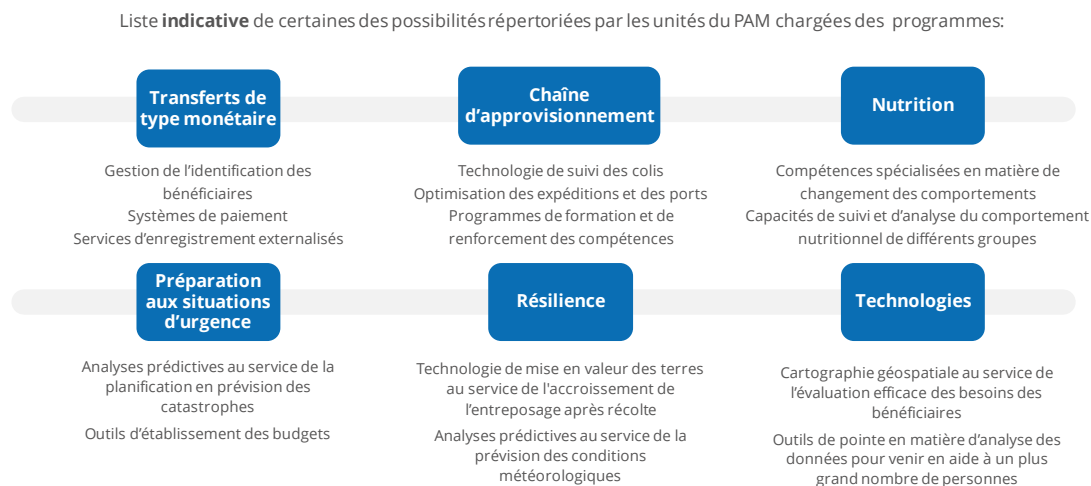 Liste indicative de certaines des possibilités répertoriées par les unités du PAM chargées des programmes:
Transferts de
type monétaire
Gestion de l'identification des
bénéficiaires
Systèmes de paiement
Services d'enregistrement externalisés
Chaîne
d'approvisionnement
Technologie de suivi des colis
Optimisation des expéditions et des ports
Programmes de formation et de
renforcement des compétences
Nutrition
Compétences spécialisées en matière de
changement des comportements
Capacités de suivi et d'analyse du comportement
nutritionnel de différents groupes
Préparation
aux situations
d'urgence
Analyses prédictives au service de la
planification en prévision des
catastrophes
Outils d'établissement des budgets
Résilience
Technologie de mise en valeur des terres
au service de l'accroissement de
l'entreposage après récolte
Analyses prédictives au service de la
prévision des conditions
météorologiques
Technologies
Cartographie géospatiale au service de
l'évaluation efficace des besoins des
bénéficiaires
Outils de pointe en matière d'analyse des
données pour venir en aide à un plus
grand nombre de personnes